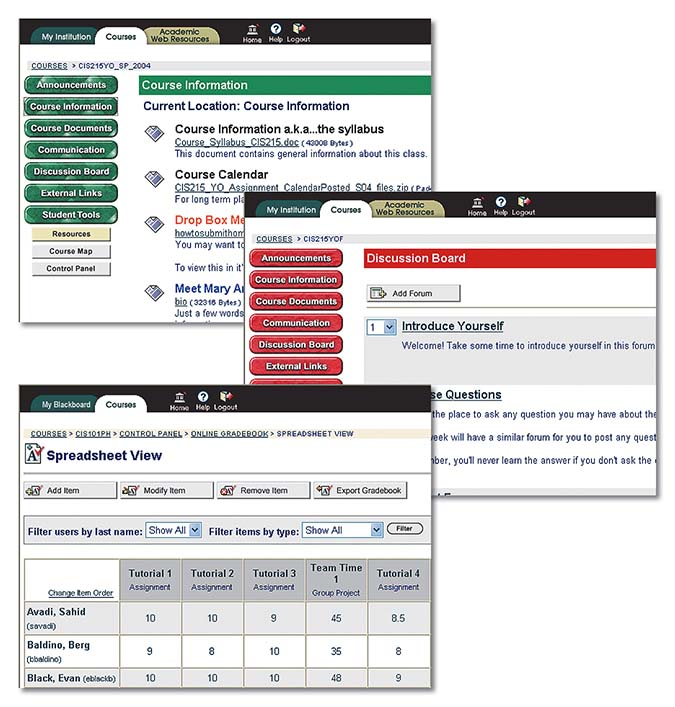 My Institution Courses Academic Web Resources Home Help Logout
COURSES > CIS215YO_SP_2004
Announcements
Course Information
Course Documents
Communication
Discussion Board
External Links
Student Tools
Resources
Course Map
Control Panel
Course Information
Current Location: Course Information
Course Information a.k.a...the syllabus
Course_Syllabus_CIS215.doc (43008 Bytes)
This document contains general information about this class.
Course Calendar
CIS215_YO_Assignment_CalendarPosted_S04_files.zip
For long term
Drop Box
You may want to
To view this in
Meet Mary
bio (32316 Bytes)
Just a few words
My Institution Courses Academic Web Resources Home Help Logout
COURSES > CIS215YOF
Announcements
Course Information
Course Documents
Communication
Discussion Board
External Links
Discussion Board
Add Forum
1 Introduce Yourself
Welcome! Take some time to introduce yourself in this forum
Questions
the place to ask any question you may have about the
week will have a similar forum for you to post any
you'll never learn the answer if you don't ask the
My Blackboard Courses Home Help Logout
COURSES > CIS101PH > CONTROL PANEL > ONLINE GRADEBOOK > SPREADSHEET VIEW
Spreadsheet View
Add Item Modify Item Remove Item Export Gradebook
Filter users by last name: Show All Filter items by type: Show All Filter
Change Item Order
Tutorial 1 Assignment
Tutorial 2 Assignment
Tutorial 3 Assignment
Team Time 1 Group Project
Tutorial 4 Assignment
Avadi, Sahid (savadi) 10 10 9 45 8.5
Baldino, Berg (bbaldino) 9 8 10 35 8
Black, Evan (eblackb) 10 10 10 48 9